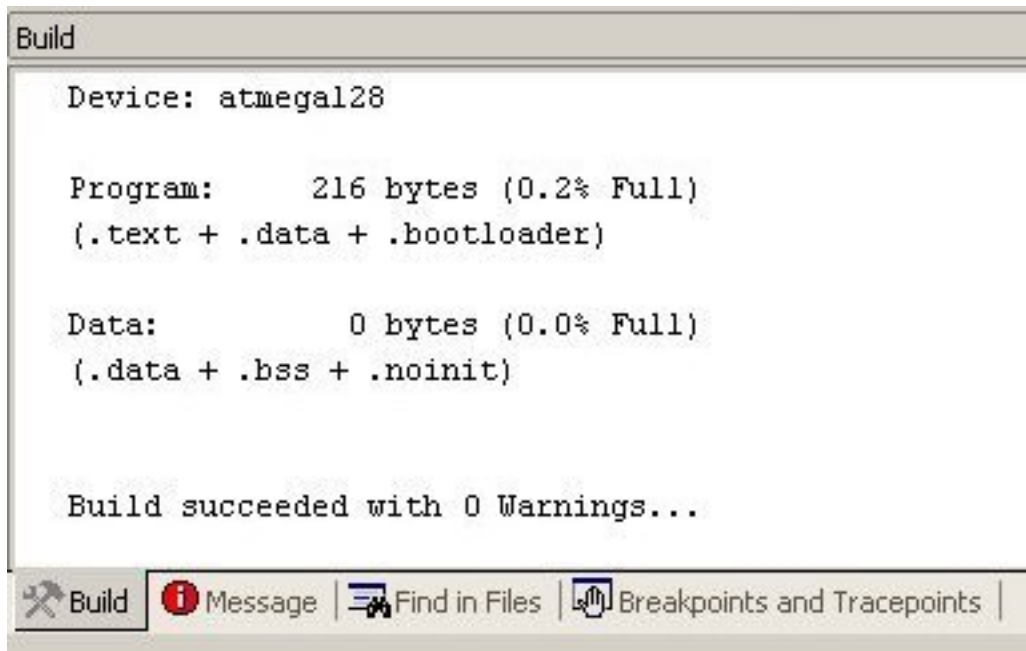 Build
Device: atmega128
Program: 216 bytes (0.2% Full)
(.text + .data + .bootloader)
Data: 0 bytes (0.0% Full)
(.data + .bss + .noinit)
Build succeeded with 0 Warnings...
Build Message Find in Files Breakpoints and Tracepoints